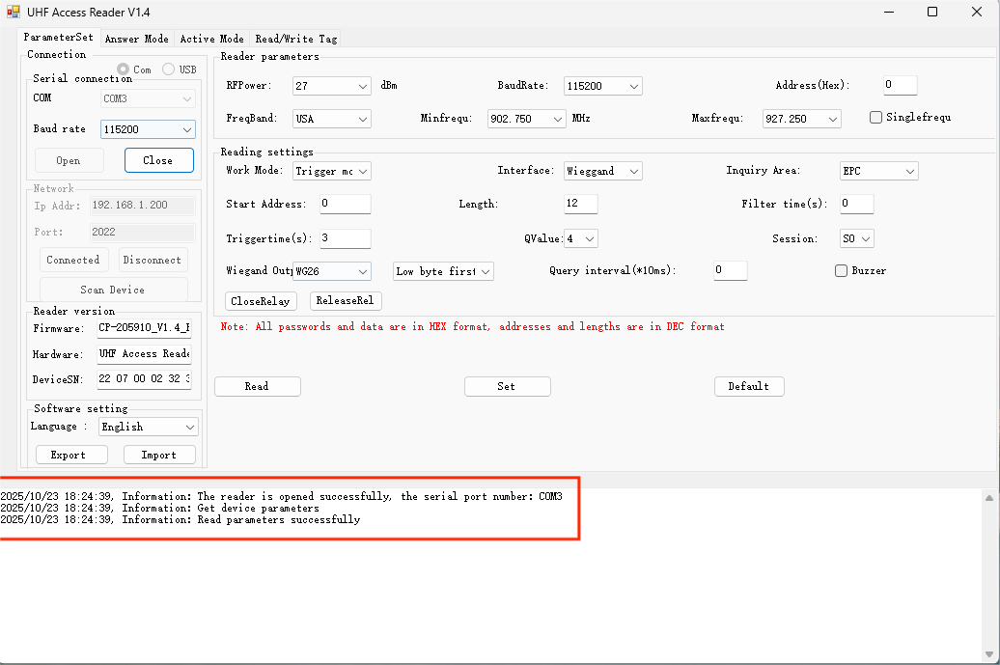 UHF Access Reader V1.4
ParameterSet Answer Mode Active Mode Read/Write Tag
Connection
Com USB
Serial connection
COM COM3
Baud rate 115200
Open Close
Network
Ip Addr: 192.168.1.200
Port: 2022
Connected Disconnect
Scan Device
Reader version
Firmware: CP-205910_V1.4_
Hardware: UHF Access Reade
DeviceSN: 22 07 00 02 32
Software setting
Language : English
Export Import
Reader parameters
RFPower: 27 dBm BaudRate: 115200 Address(Hex): 0
FreqBand: USA Minfrequ: 902.750 MHz Maxfrequ: 927.250 Singlefrequ
Reading settings
Work Mode: Trigger mo Interface: Wieggand Inquiry Area: EPC
Start Address: 0 Length: 12 Filter time(s): 0
Triggertime(s): 3 QValue: 4 Session: S0
Wiegand Outp WG26 Low byte first Query interval(*10ms): 0 Buzzer
CloseRelay ReleaseRel
Note: All passwords and data are in HEX format, addresses and lengths are in DEC format
Read Set Default
2025/10/23 18:24:39, Information: The reader is opened successfully, the serial port number: COM3
2025/10/23 18:24:39, Information: Get device parameters
2025/10/23 18:24:39, Information: Read parameters successfully